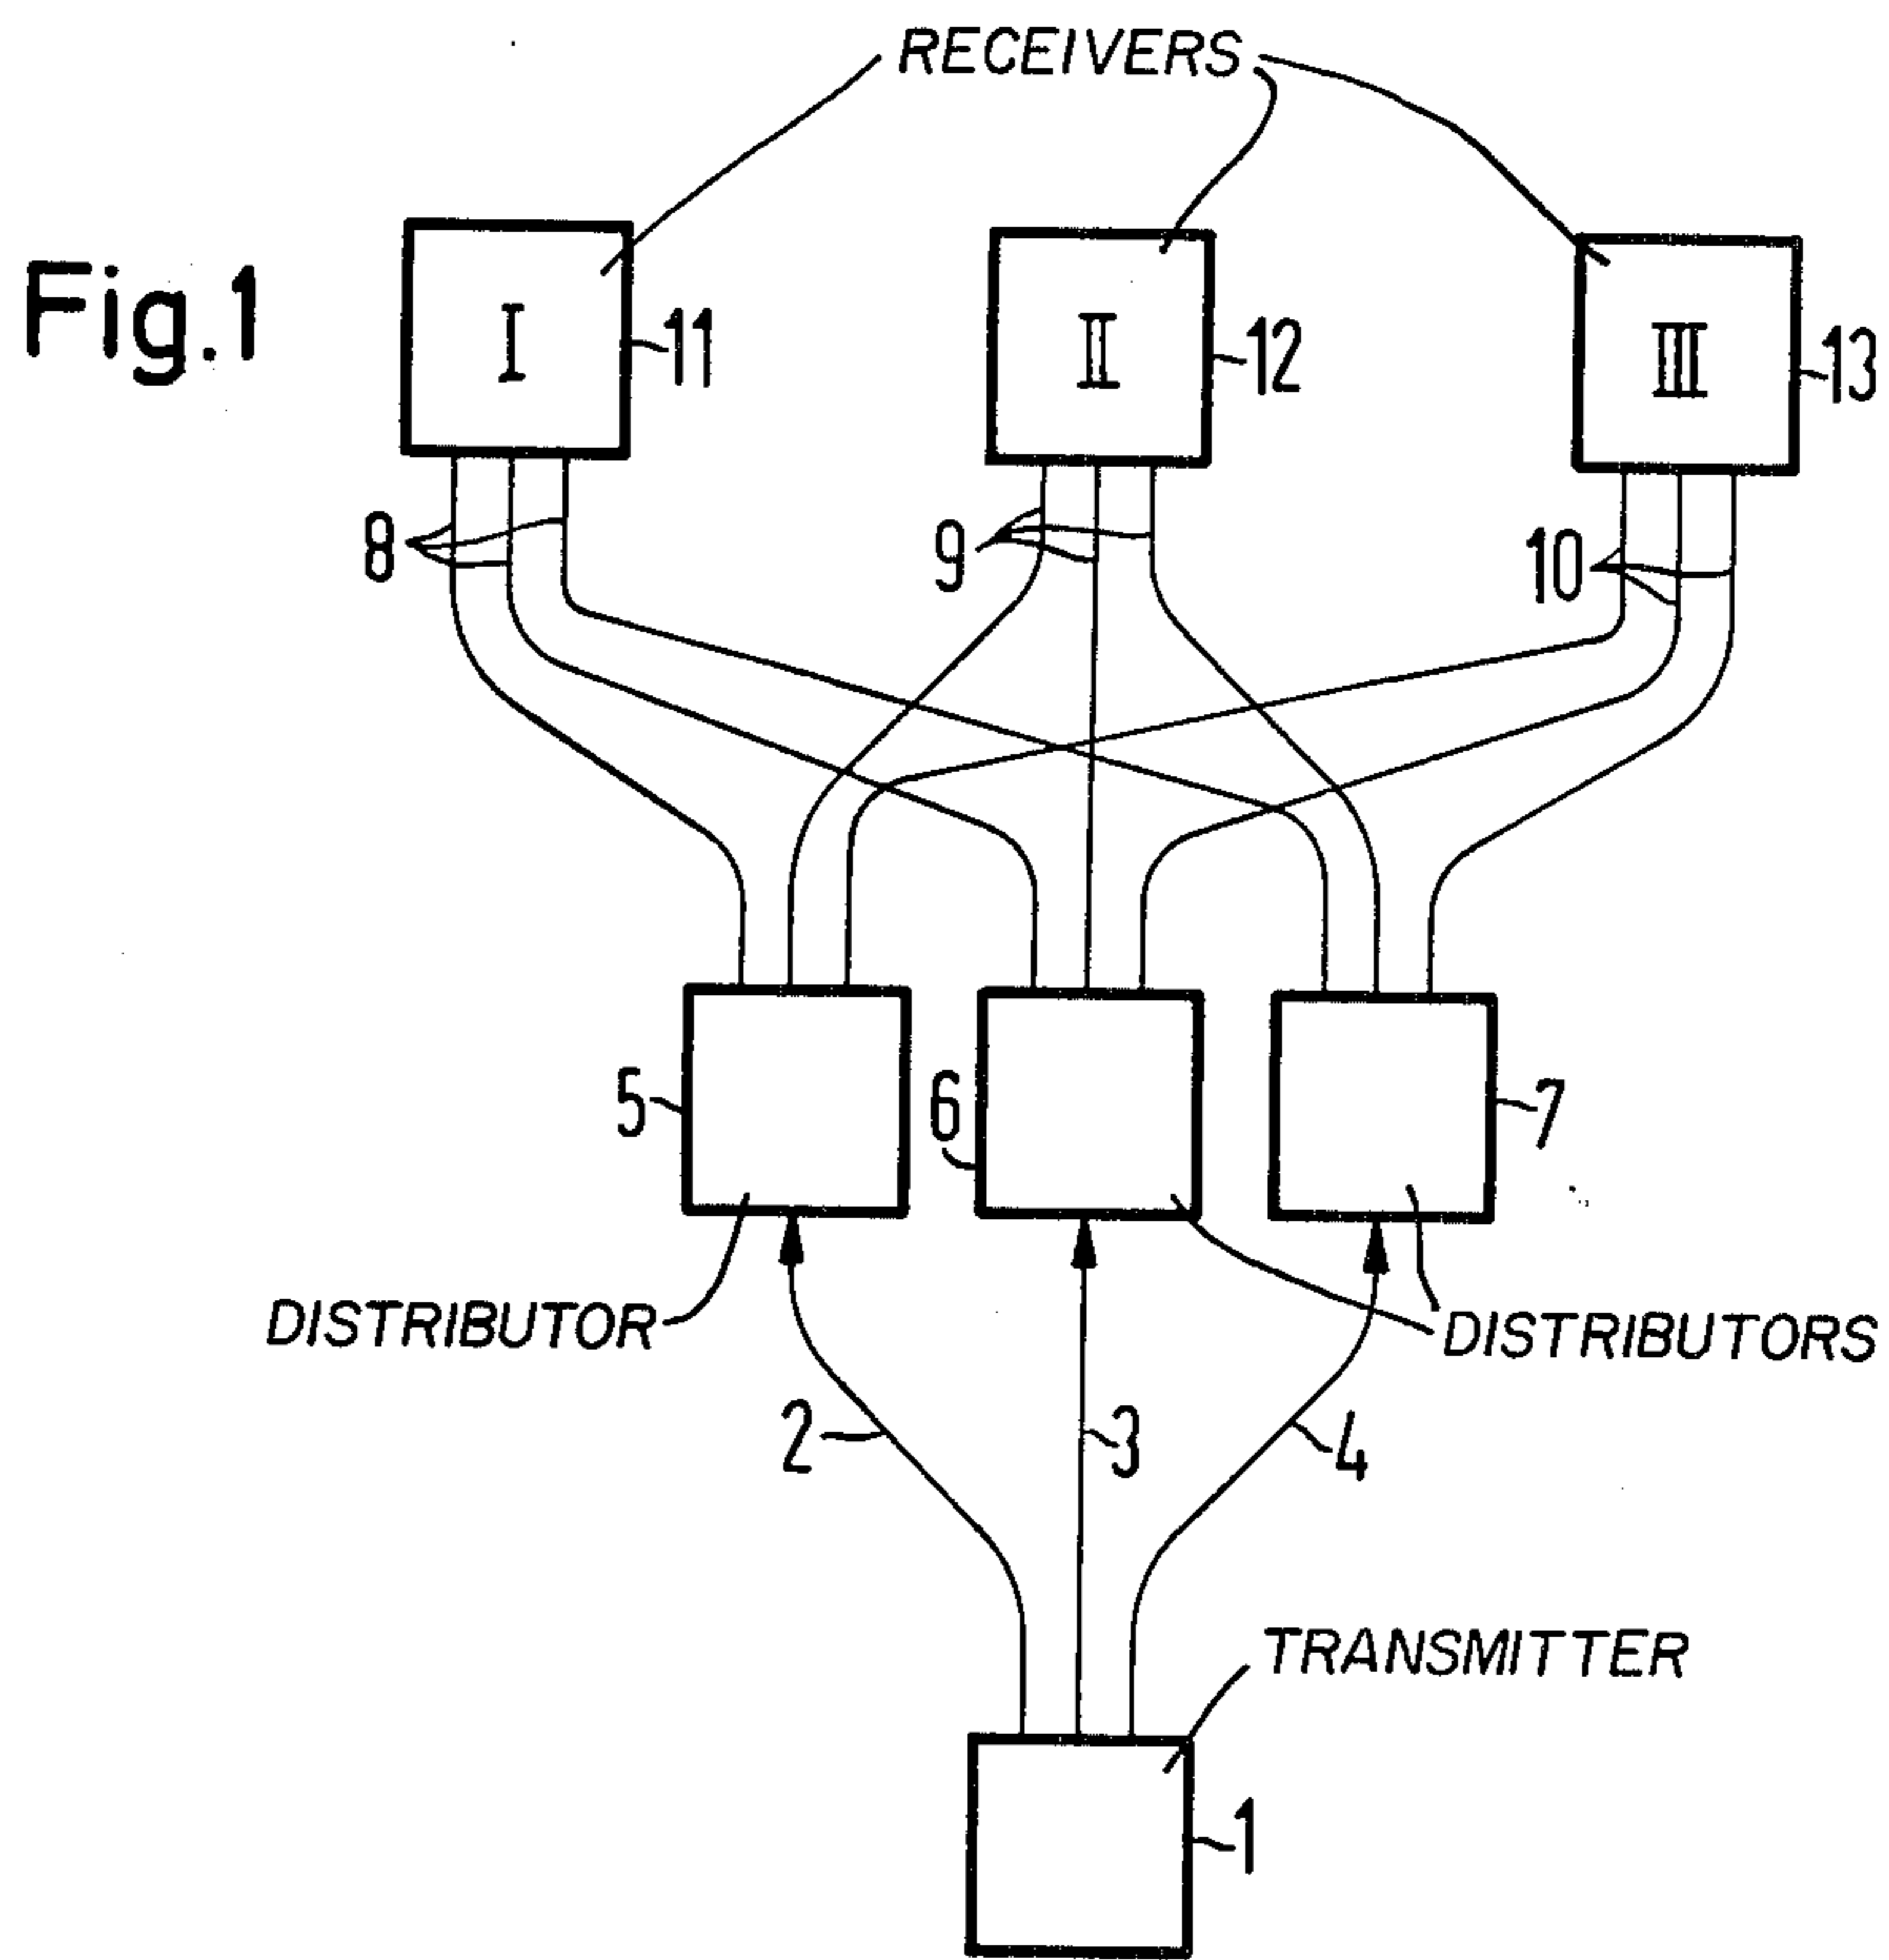 RECEIVERS
Fig.1
I
11
II
12
III
13
8
9
10
5
6
7
DISTRIBUTOR
DISTRIBUTORS
2
3
4
TRANSMITTER
1